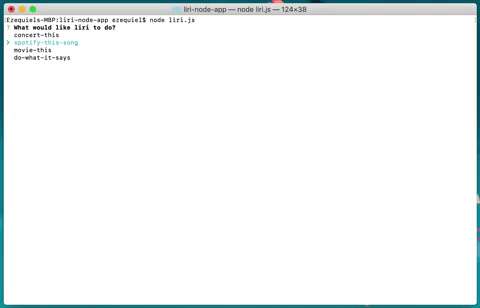 liri-node-app — node liri.js — 124×38
[Ezequiels-MBP:liri-node-app ezequiel$ node liri.js ]
? What would like liri to do?
concert-this
❯ spotify-this-song
movie-this
do-what-it-says